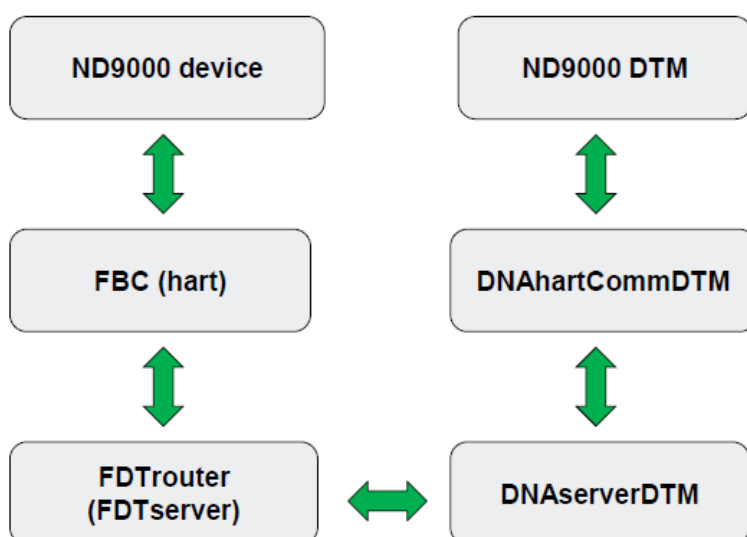 ND9000 device
ND9000 DTM
FBC (hart)
DNAhartCommDTM
FDTrouter
(FDTserver)
DNAserverDTM